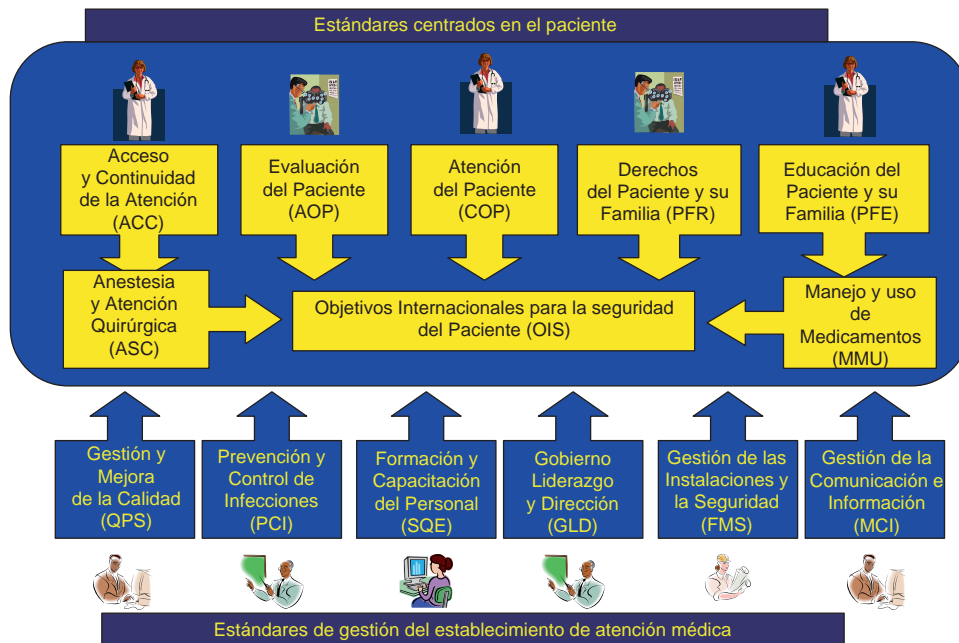 Estándares centrados en el paciente
Acceso
y Continuidad
de la Atención
(ACC)
Evaluación
del Paciente
(AOP)
Atención
del Paciente
(COP)
Derechos
del Paciente y su
Familia (PFR)
Educación del
Paciente y su
Familia (PFE)
Anestesia
y Atención
Quirúrgica
(ASC)
Objetivos Internacionales para la seguridad
del Paciente (OIS)
Manejo y uso
de
Medicamentos
(MMU)
Gestión y
Mejora
de la Calidad
(QPS)
Prevención y
Control de
Infecciones
(PCI)
Formación y
Capacitación
del Personal
(SQE)
Gobierno
Liderazgo
y Dirección
(GLD)
Gestión de las
Instalaciones y
la Seguridad
(FMS)
Gestión de la
Comunicación e
Información
(MCI)
Estándares de gestión del establecimiento de atención médica